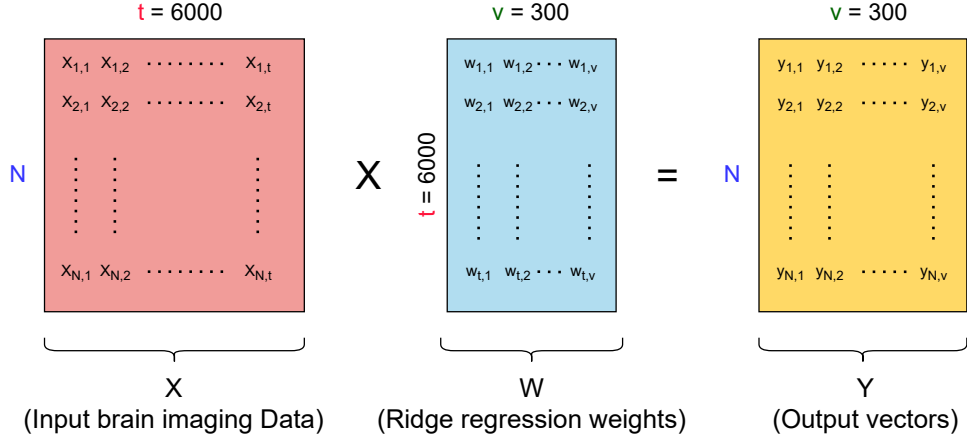 t = 6000
v = 300
v = 300
X1,1 X1,2 ········ X1,t
X2,1 X2,2 ········ X2,t
XN,1 XN,2 ········ XN,t
N
X
t = 6000
w1,1 w1,2 ··· w1,v
w2,1 w2,2 ··· w2,v
wt,1 wt,2 ··· wt,v
=
N
y1,1 y1,2 ····· y1,v
y2,1 y2,2 ····· y2,v
yN,1 yN,2 ····· yN,v
X
(Input brain imaging Data)
W
(Ridge regression weights)
Y
(Output vectors)